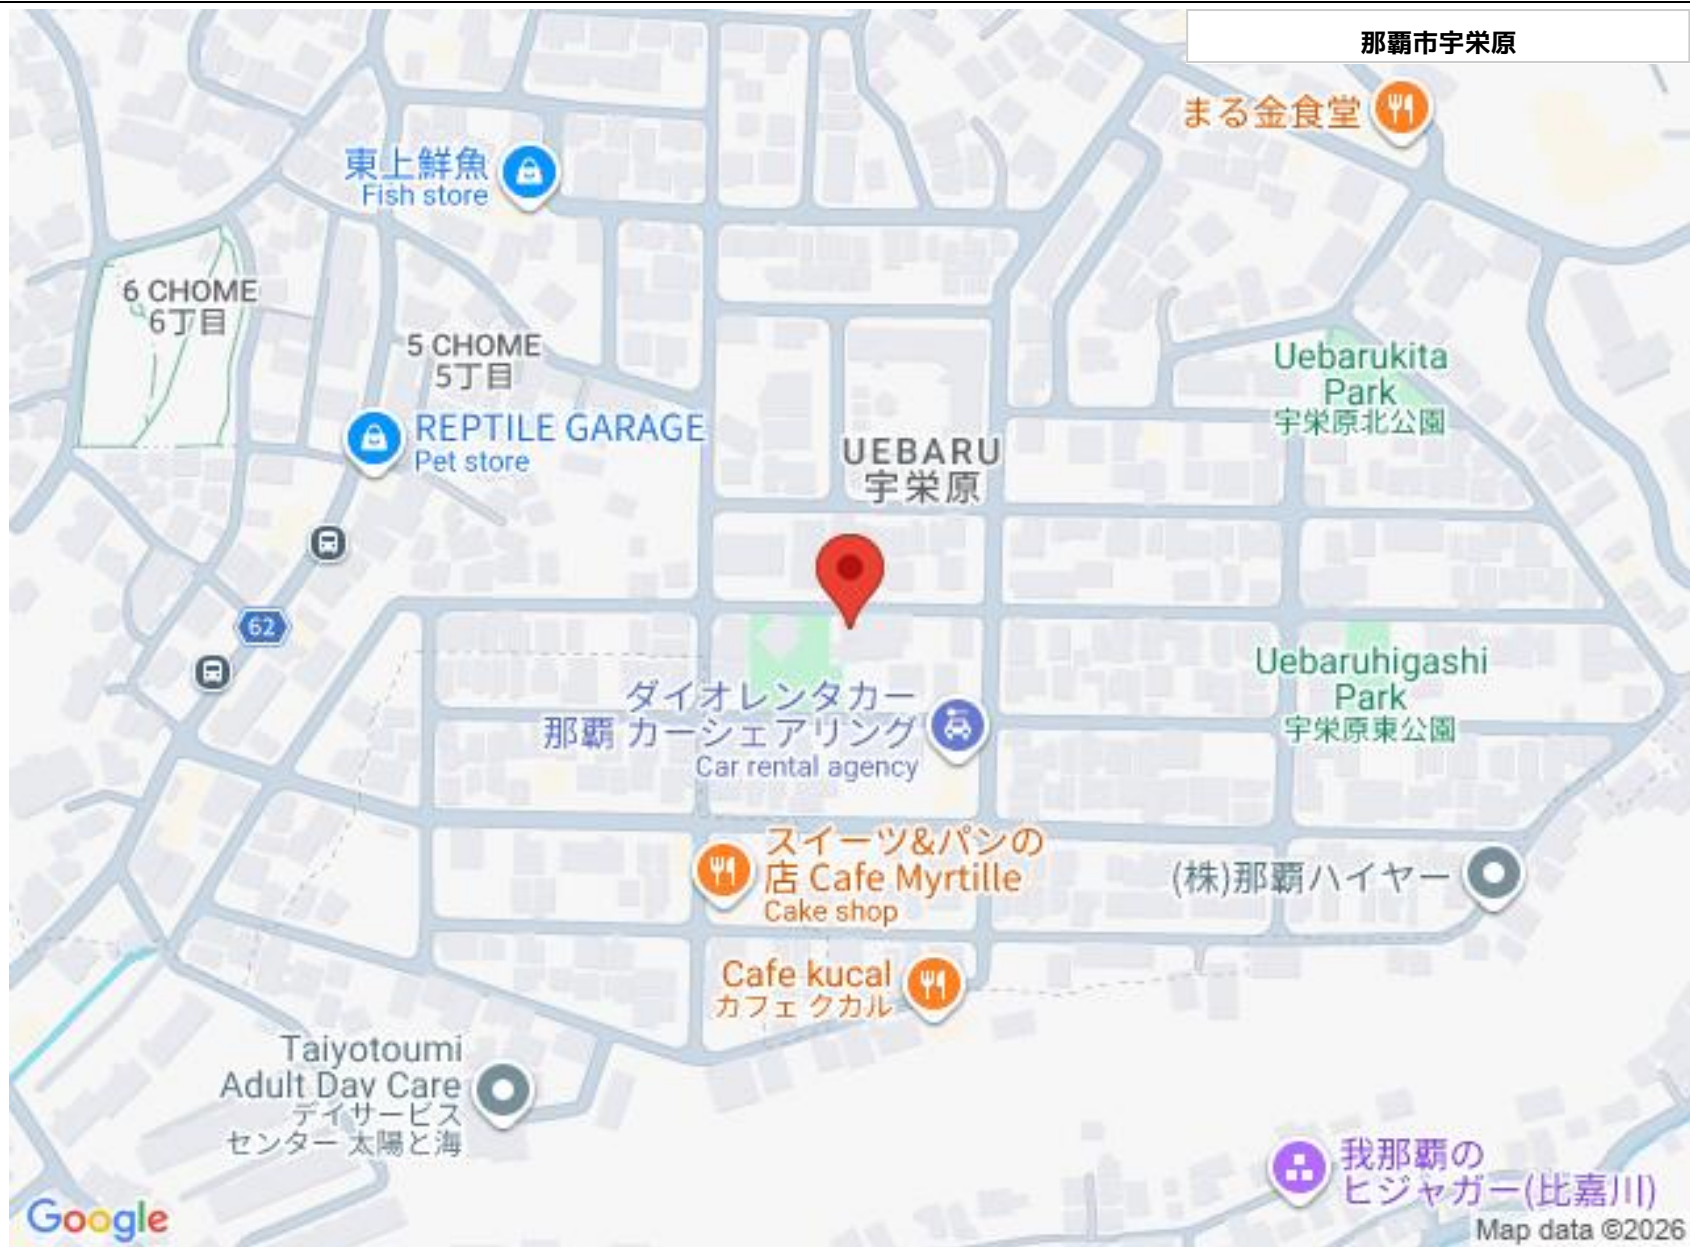 那覇市宇栄原
まる金食堂
東上鮮魚
Fish store
6 CHOME
6丁目
5 CHOME
5丁目
Uebarukita
Park
宇栄原北公園
REPTILE GARAGE
Pet store
UEBARU
宇栄原
62
Uebaruhigashi
Park
宇栄原東公園
ダイオレンタカー
那覇 カーシェアリング
Car rental agency
スイーツ&パンの
店 Cafe Myrtille
Cake shop
(株)那覇ハイヤー
Cafe kucal
カフェ クカル
Taiyotoumi
Adult Day Care
デイサービス
センター 太陽と海
我那覇の
ヒジャガー(比嘉川)
Google
Map data ©2026